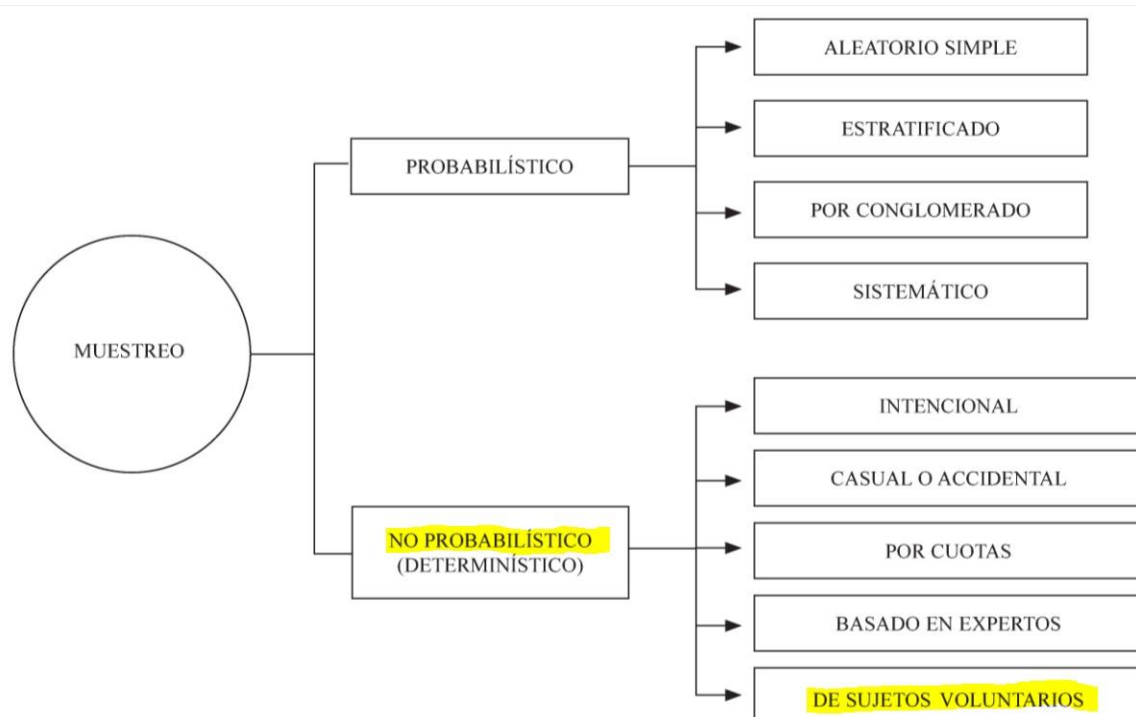 MUESTREO
PROBABILÍSTICO
ALEATORIO SIMPLE
ESTRATIFICADO
POR CONGLOMERADO
SISTEMÁTICO
NO PROBABILÍSTICO
(DETERMINÍSTICO)
INTENCIONAL
CASUAL O ACCIDENTAL
POR CUOTAS
BASADO EN EXPERTOS
DE SUJETOS VOLUNTARIOS